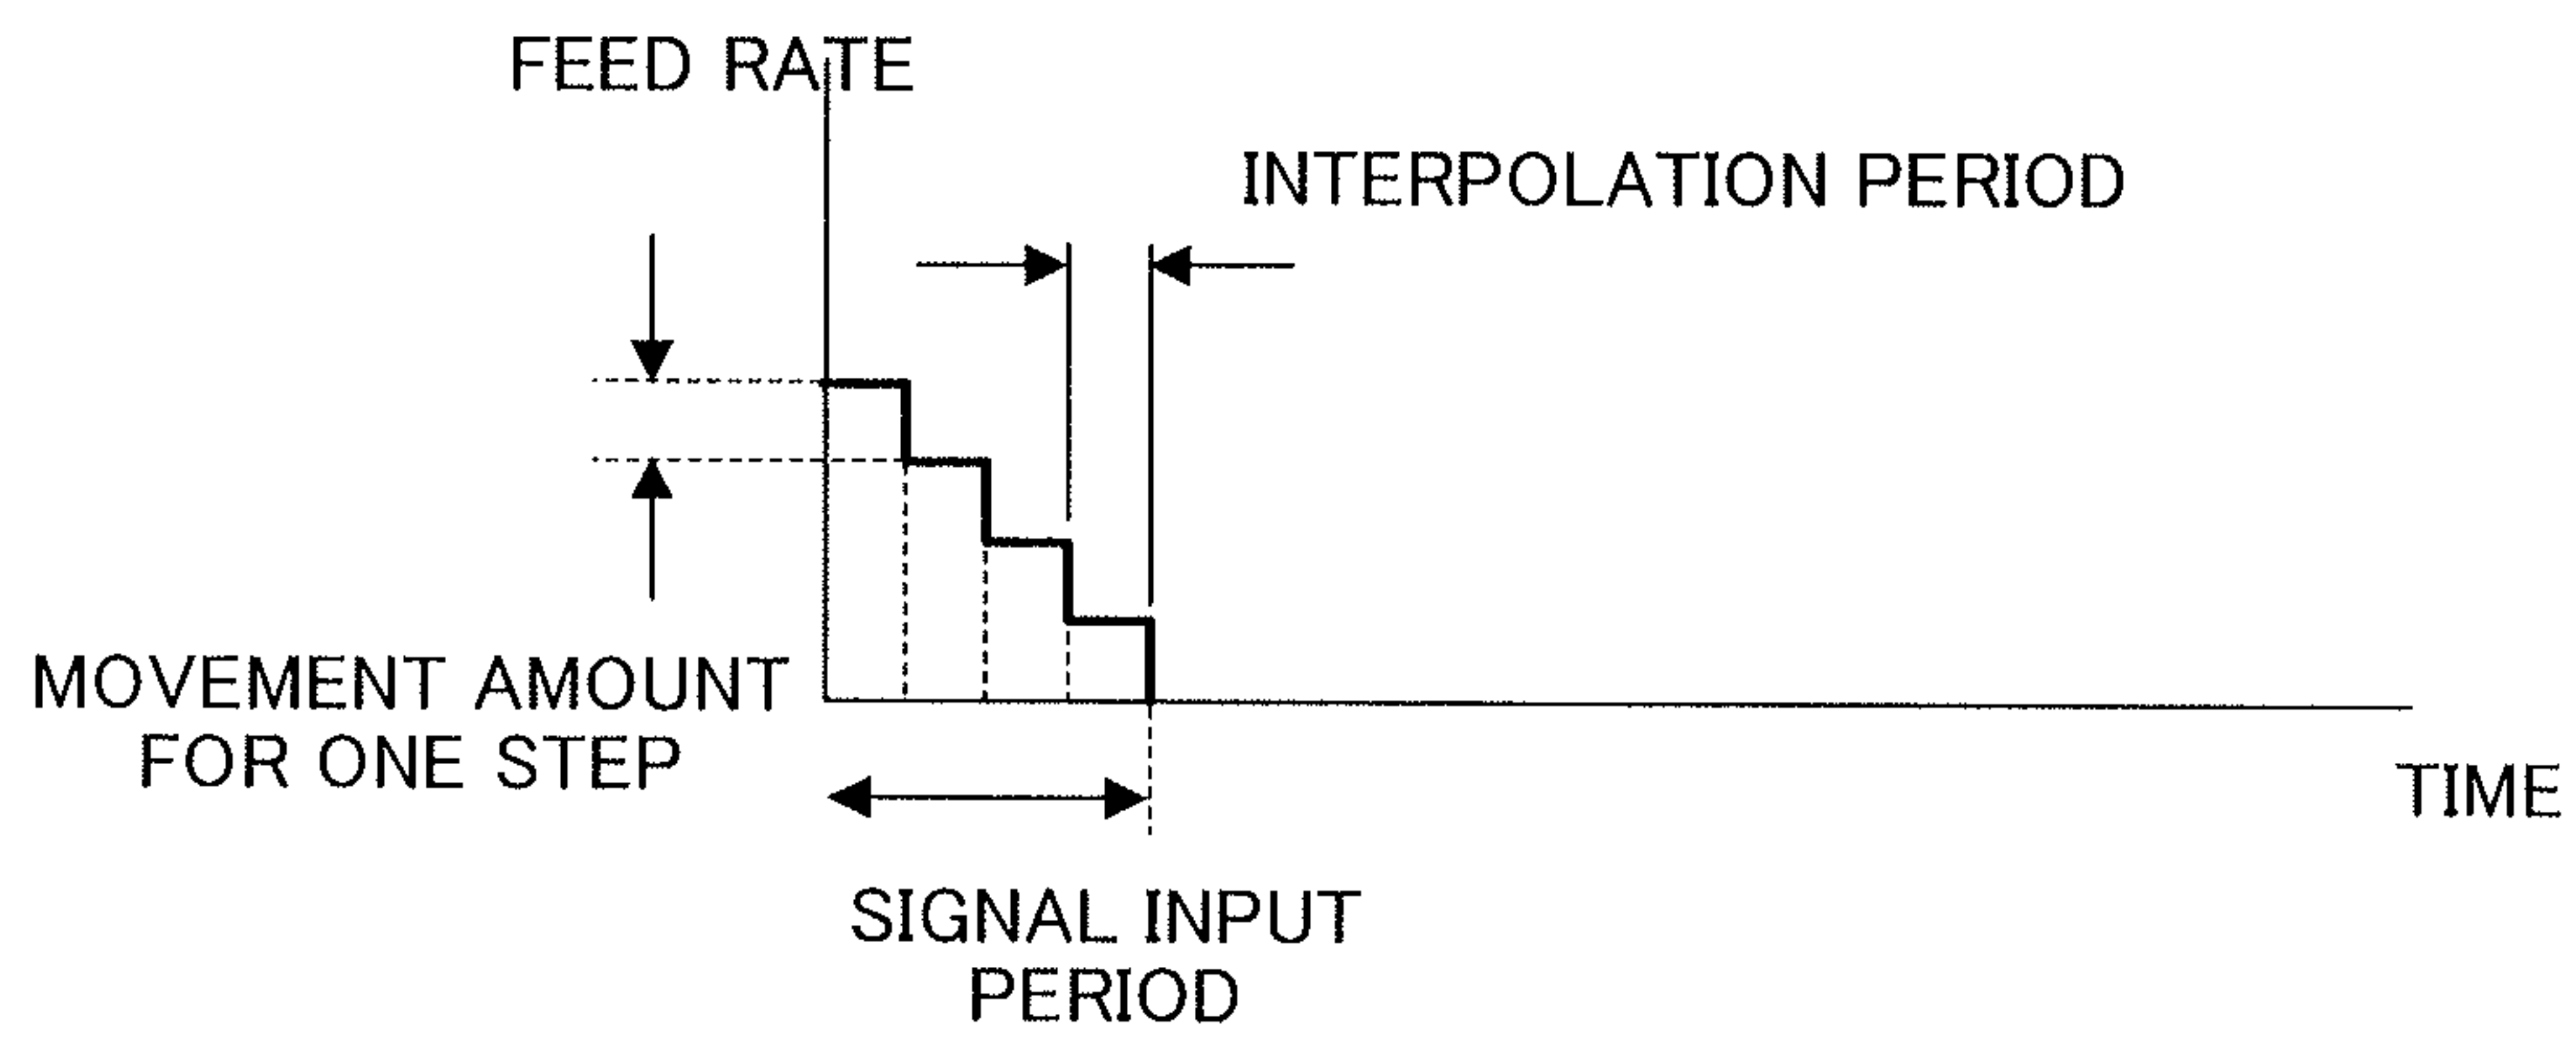 FEED RATE
INTERPOLATION PERIOD
MOVEMENT AMOUNT
FOR ONE STEP
TIME
SIGNAL INPUT
PERIOD